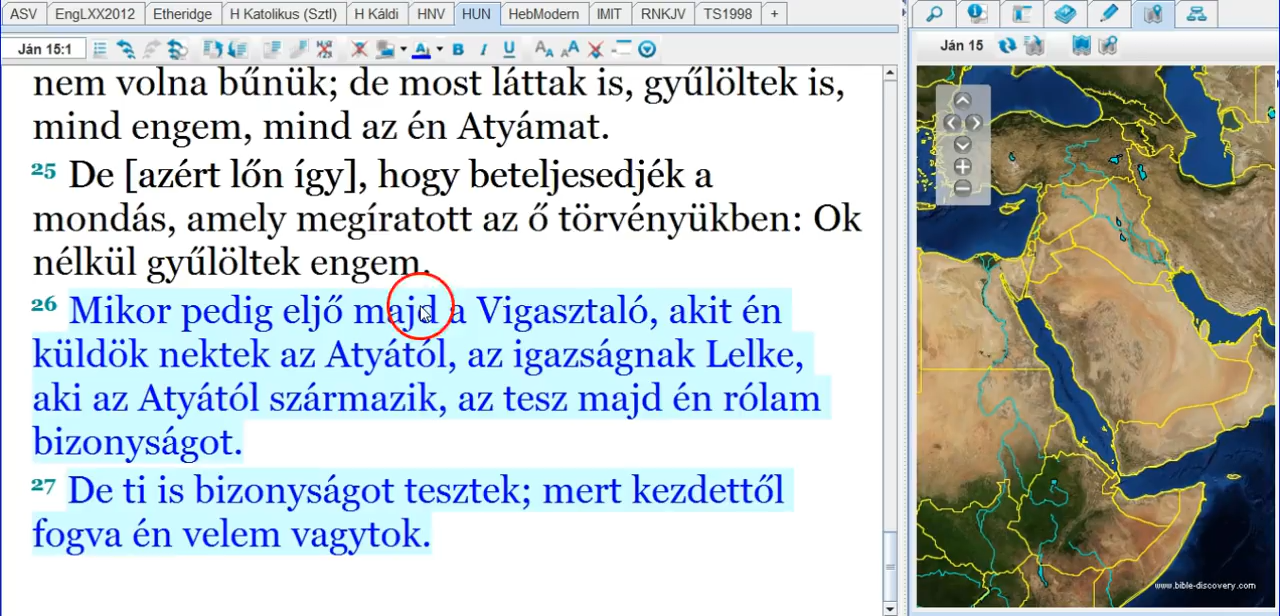 ASV EngLXX2012 Etheridge H Katolikus (Sztl) H Káldi HNV HUN HebModern IMIT RNKJV TS1998 +
Ján 15:1
Ján 15
nem volna bűnük; de most láttak is, gyűlöltek is,
mind engem, mind az én Atyámat.
25 De [azért lőn így], hogy beteljesedjék a
mondás, amely megíratott az ő törvényükben: Ok
nélkül gyűlöltek engem.
26 Mikor pedig eljő majd a Vigasztaló, akit én
küldök nektek az Atyától, az igazságnak Lelke,
aki az Atyától származik, az tesz majd én rólam
bizonyságot.
27 De ti is bizonyságot tesztek; mert kezdettől
fogva én velem vagytok.
www.bible-discovery.com